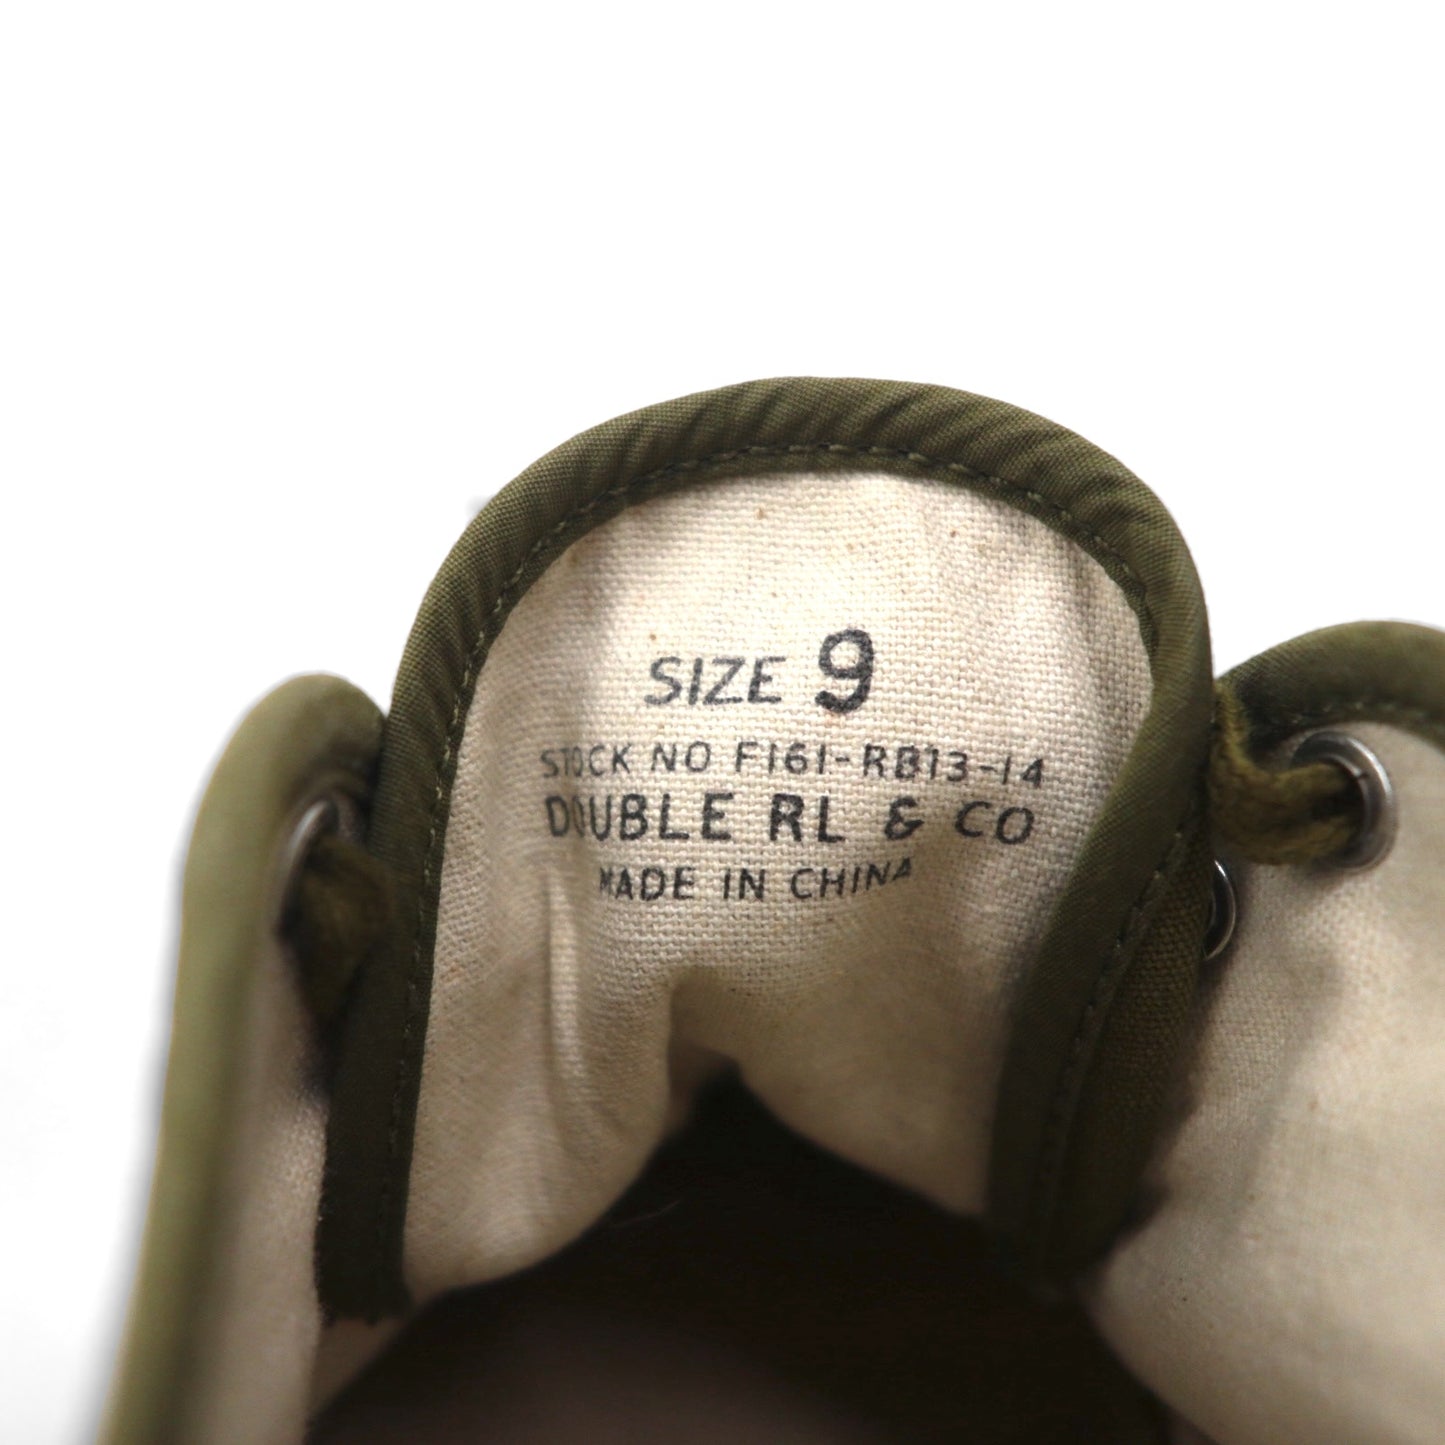 SIZE 9
STOCK NO F161-RB13-14
DOUBLE RL & CO
MADE IN CHINA